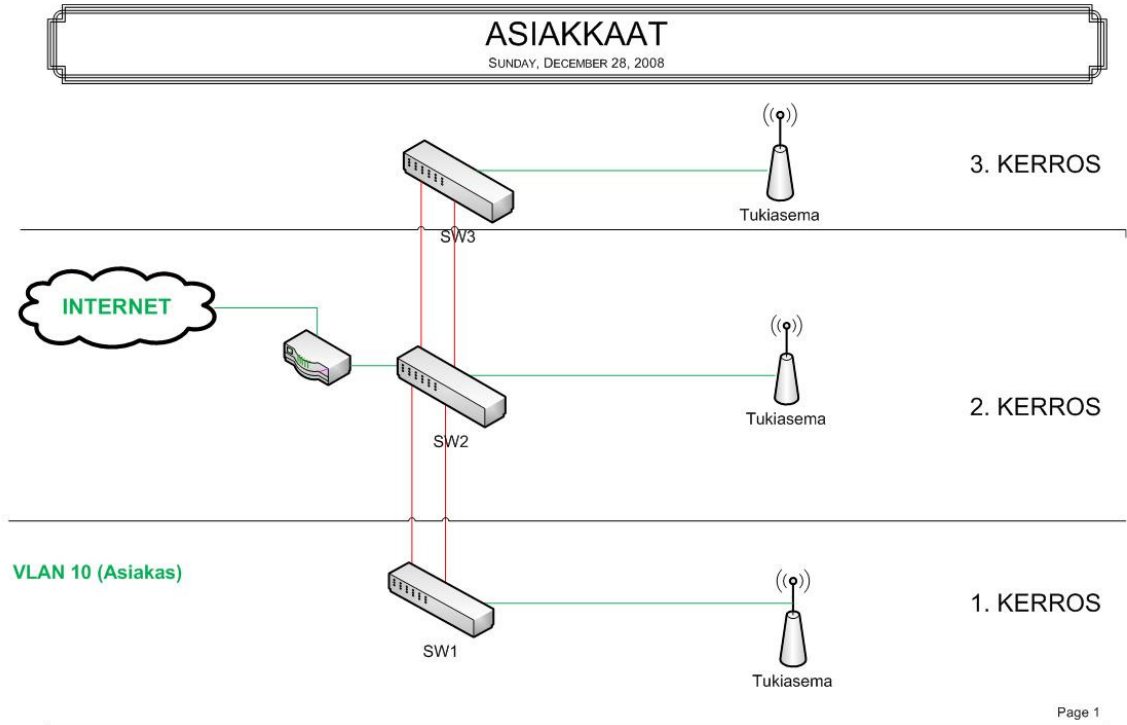 ASIAKKAAT
SUNDAY, DECEMBER 28, 2008
3. KERROS
Tukiasema
SW3
INTERNET
2. KERROS
Tukiasema
SW2
VLAN 10 (Asiakas)
1. KERROS
SW1
Tukiasema
Page 1